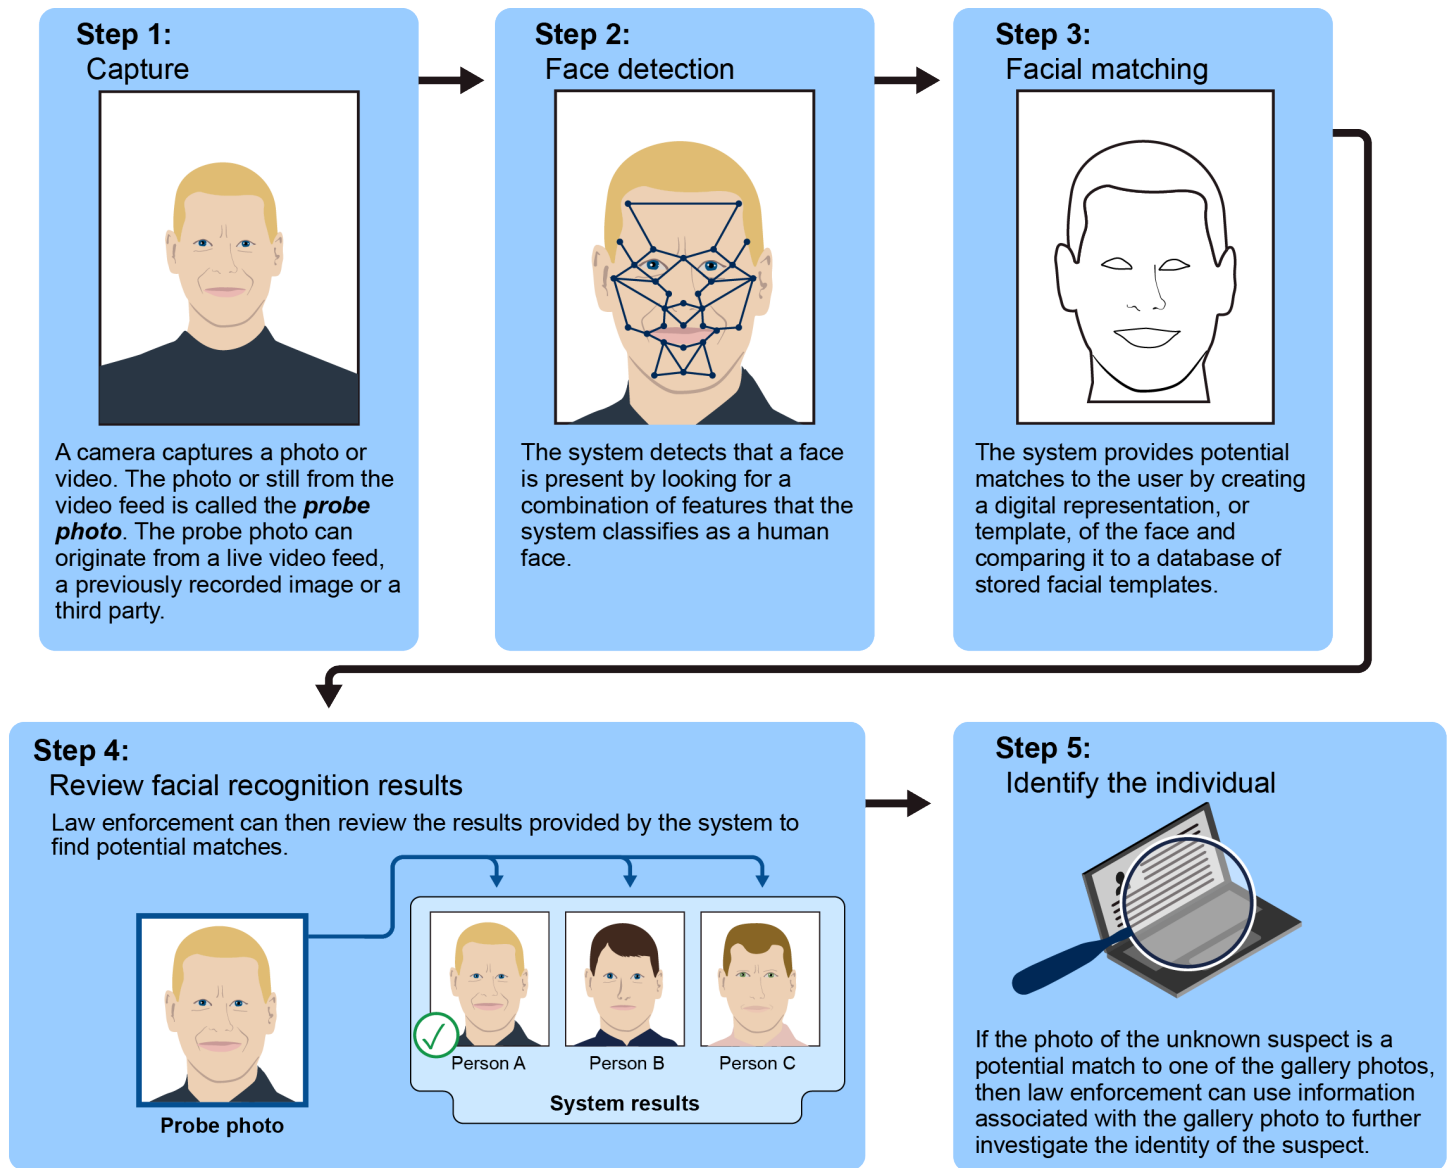 Step 1:
Capture
A camera captures a photo or
video. The photo or still from the
video feed is called the probe
photo. The probe photo can
originate from a live video feed,
a previously recorded image or a
third party.
Step 2:
Face detection
The system detects that a face
is present by looking for a
combination of features that the
system classifies as a human
face.
Step 3:
Facial matching
The system provides potential
matches to the user by creating
a digital representation, or
template, of the face and
comparing it to a database of
stored facial templates.
Step 4:
Review facial recognition results
Law enforcement can then review the results provided by the system to
find potential matches.
Probe photo
Person A
Person B
Person C
System results
Step 5:
Identify the individual
If the photo of the unknown suspect is a
potential match to one of the gallery photos,
then law enforcement can use information
associated with the gallery photo to further
investigate the identity of the suspect.